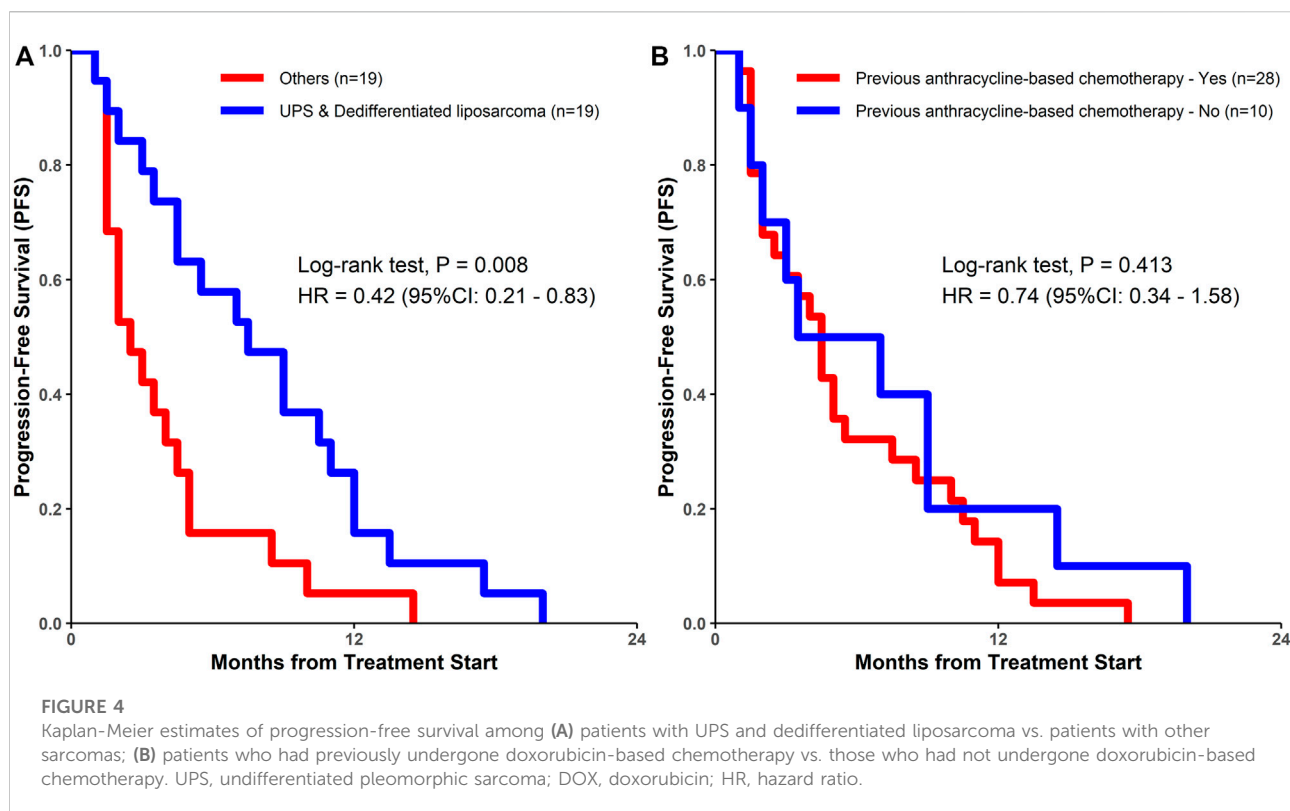 A
Progression-Free Survival (PFS)
1.0
0.8
0.6
0.4
0.2
0.0
Others (n=19)
UPS & Dedifferentiated liposarcoma (n=19)
Log-rank test, P = 0.008
HR = 0.42 (95%CI: 0.21 - 0.83)
0
12
24
Months from Treatment Start
B
Progression-Free Survival (PFS)
1.0
0.8
0.6
0.4
0.2
0.0
Previous anthracycline-based chemotherapy - Yes (n=28)
Previous anthracycline-based chemotherapy - No (n=10)
Log-rank test, P = 0.413
HR = 0.74 (95%CI: 0.34 - 1.58)
0
12
24
Months from Treatment Start
FIGURE 4
Kaplan-Meier estimates of progression-free survival among (A) patients with UPS and dedifferentiated liposarcoma vs. patients with other
sarcomas; (B) patients who had previously undergone doxorubicin-based chemotherapy vs. those who had not undergone doxorubicin-based
chemotherapy. UPS, undifferentiated pleomorphic sarcoma; DOX, doxorubicin; HR, hazard ratio.